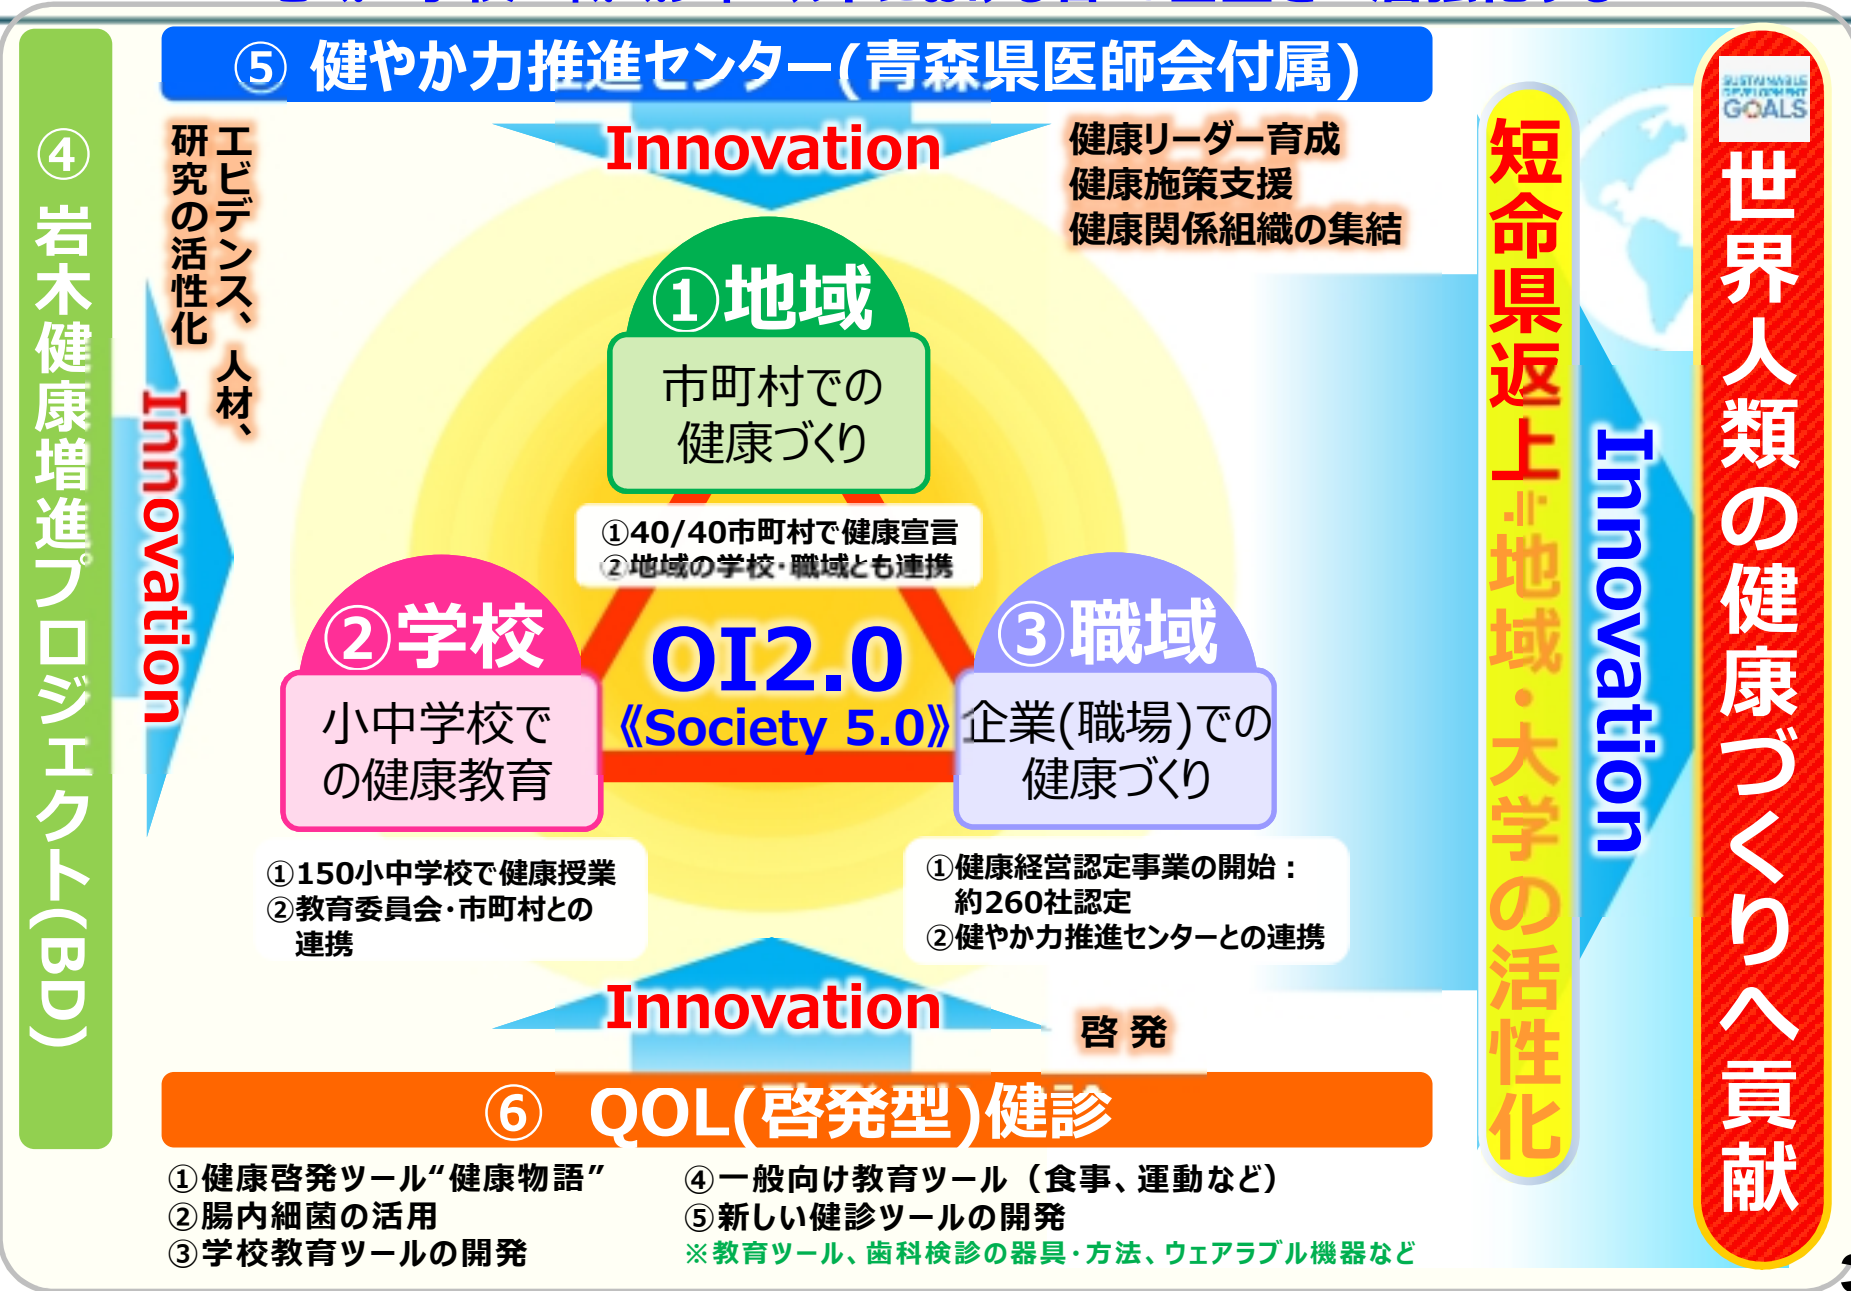 ⑤ 健やか力推進センター(青森県医師会付属)
④ 岩木健康増進プロジェクト(BD)
エビデンス、人材、
研究の活性化
Innovation
Innovation
健康リーダー育成
健康施策支援
健康関係組織の集結
①地域
市町村での
健康づくり
①40/40市町村で健康宣言
②地域の学校・職域とも連携
②学校
小中学校で
の健康教育
①150小中学校で健康授業
②教育委員会・市町村との
連携
OI2.0
《Society 5.0》
③職域
企業(職場)での
健康づくり
①健康経営認定事業の開始：
約260社認定
②健やか力推進センターとの連携
Innovation
啓 発
⑥ QOL(啓発型)健診
①健康啓発ツール“健康物語”
②腸内細菌の活用
③学校教育ツールの開発
④一般向け教育ツール（食事、運動など）
⑤新しい健診ツールの開発
※教育ツール、歯科検診の器具・方法、ウェアラブル機器など
短命県返上=地域・大学の活性化
Innovation
SUSTAINABLE
DEVELOPMENT
GOALS
世界人類の健康づくりへ貢献